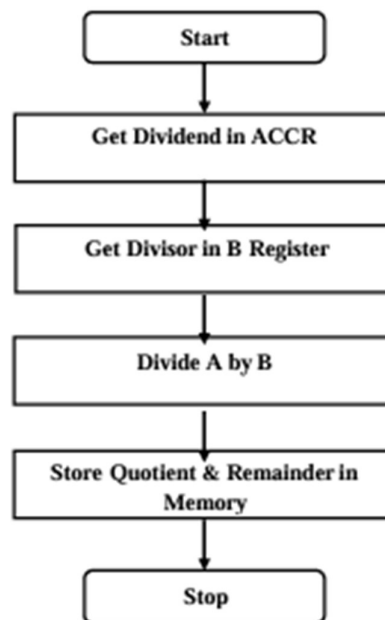 Start
Get Dividend in ACCR
Get Divisor in B Register
Divide A by B
Store Quotient & Remainder in
Memory
Stop